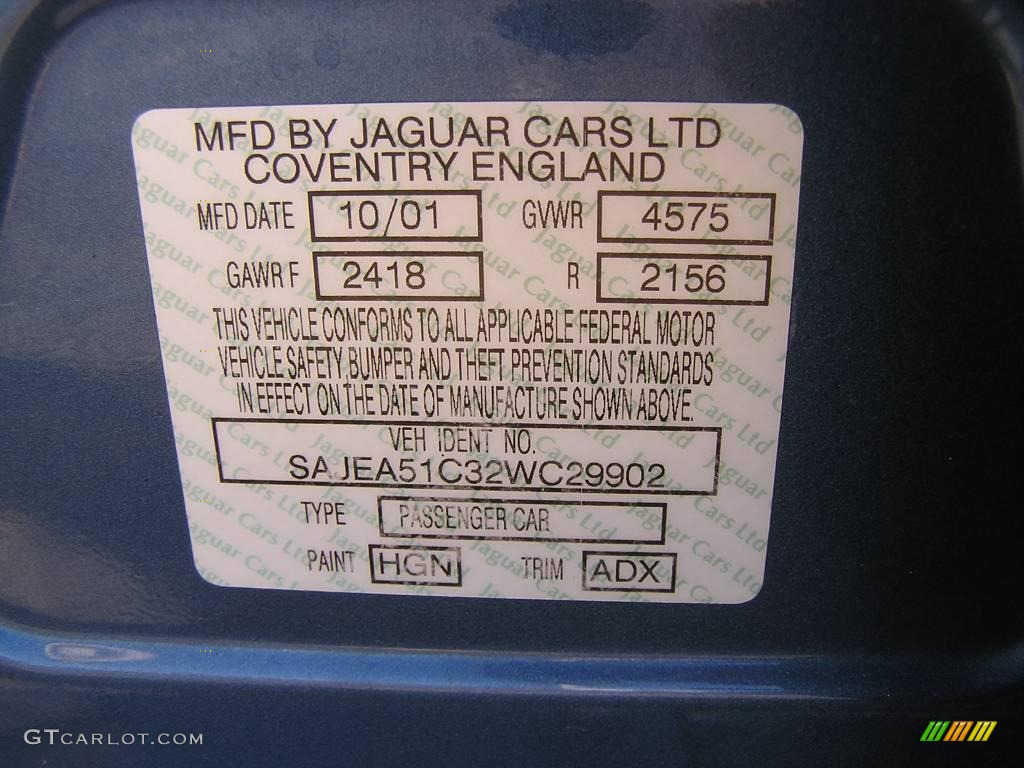 MFD BY JAGUAR CARS LTD
COVENTRY ENGLAND
MFD DATE 10/01 GVWR 4575
GAWR F 2418 R 2156
THIS VEHICLE CONFORMS TO ALL APPLICABLE FEDERAL MOTOR
VEHICLE SAFETY BUMPER AND THEFT PREVENTION STANDARDS
IN EFFECT ON THE DATE OF MANUFACTURE SHOWN ABOVE.
VEH IDENT NO.
SAJEA51C32WC29902
TYPE PASSENGER CAR
PAINT HGN TRIM ADX
GTCARLOT.COM